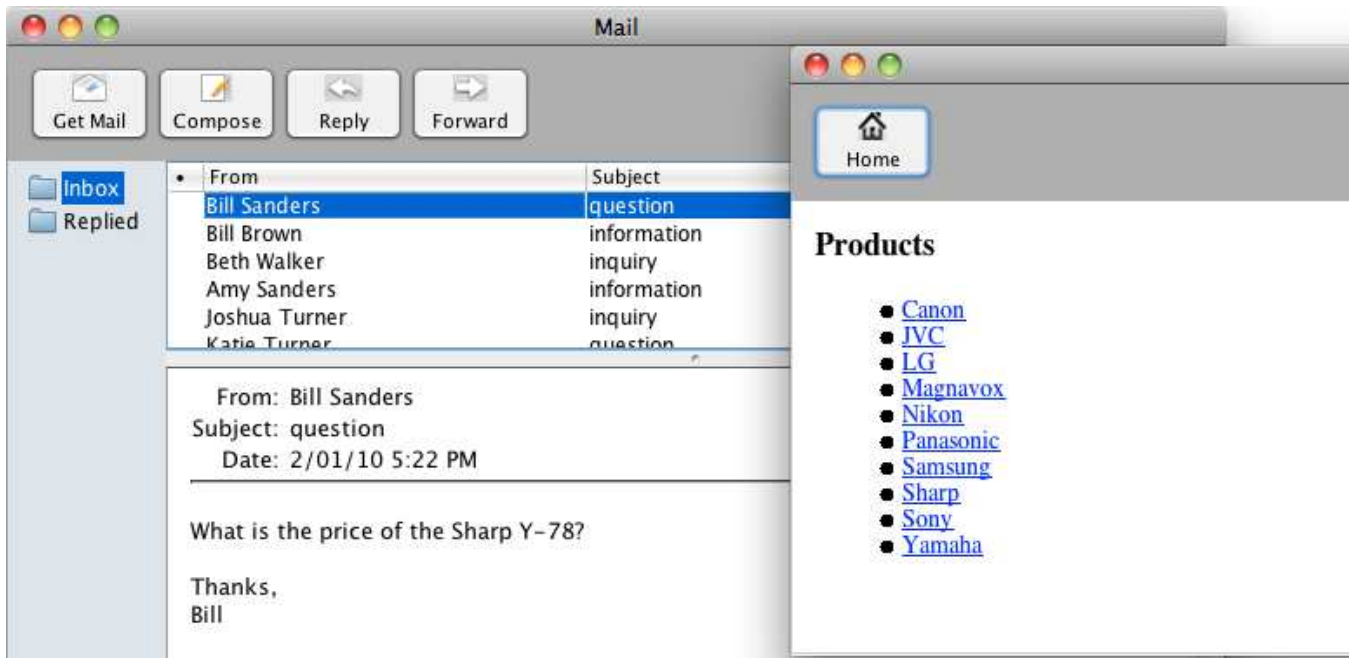 Mail
Get Mail
Compose
Reply
Forward
Inbox
Replied
• From Subject
Bill Sanders question
Bill Brown information
Beth Walker inquiry
Amy Sanders information
Joshua Turner inquiry
Katie Turner question
From: Bill Sanders
Subject: question
Date: 2/01/10 5:22 PM
What is the price of the Sharp Y-78?
Thanks,
Bill
Home
Products
• Canon
• JVC
• LG
• Magnavox
• Nikon
• Panasonic
• Samsung
• Sharp
• Sony
• Yamaha